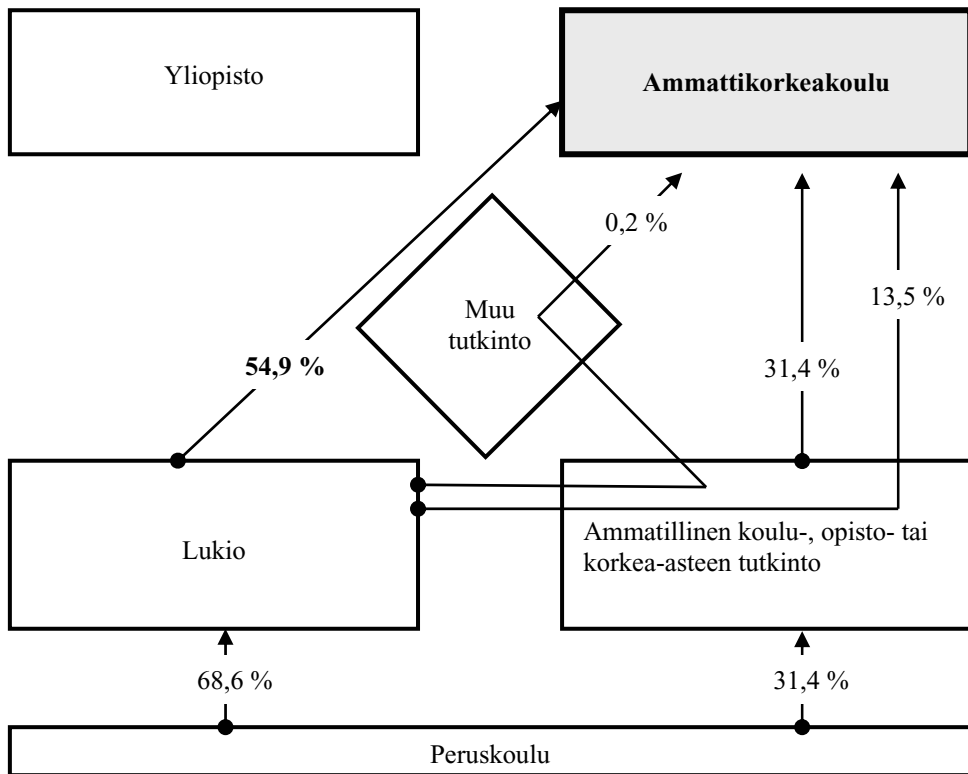 Yliopisto
Ammattikorkeakoulu
0,2 %
13,5 %
Muu
tutkinto
54,9 %
31,4 %
Lukio
Ammatillinen koulu-, opisto- tai
korkea-asteen tutkinto
68,6 %
31,4 %
Peruskoulu